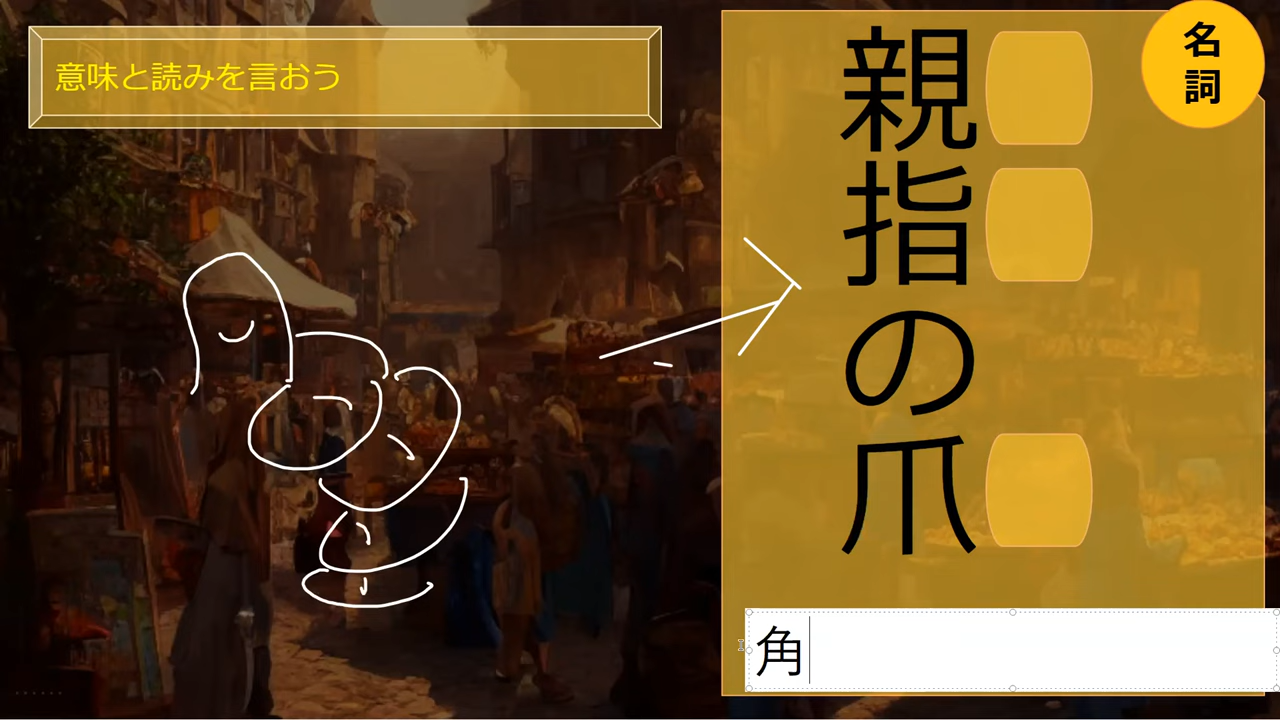 意味と読みを言おう
名詞
親指の爪
角